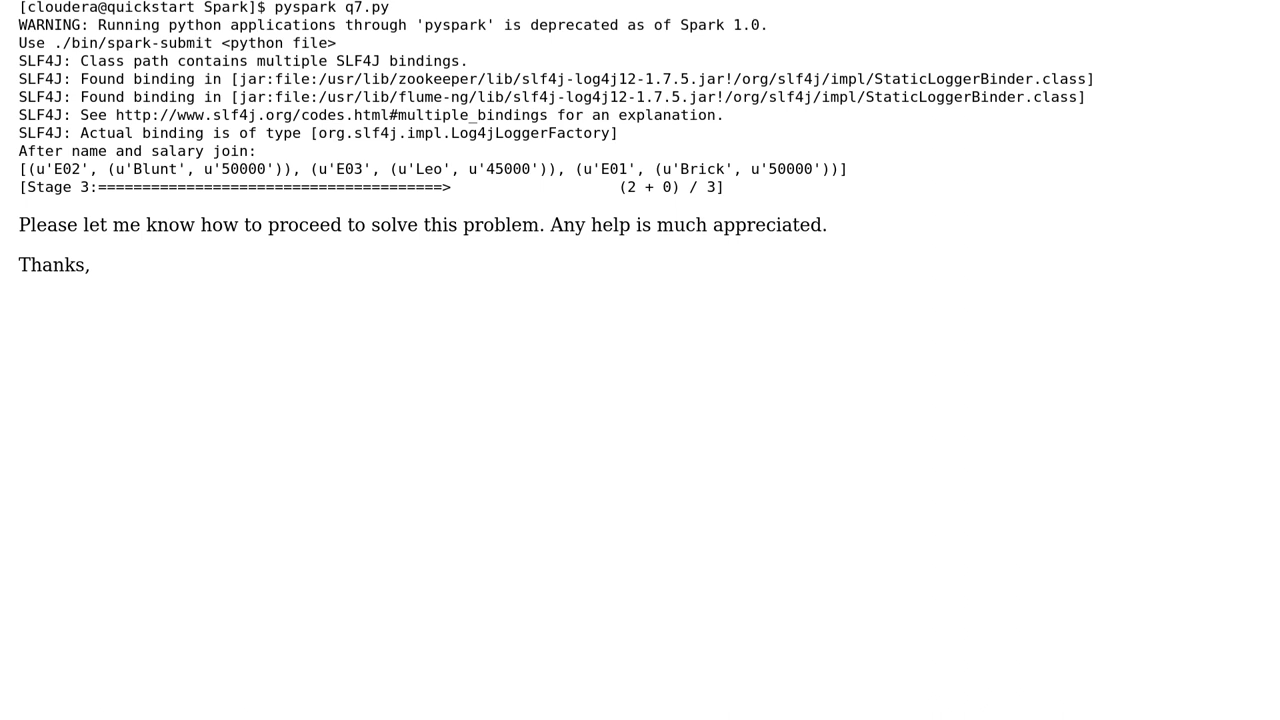 [cloudera@quickstart Spark]$ pyspark q7.py
WARNING: Running python applications through 'pyspark' is deprecated as of Spark 1.0.
Use ./bin/spark-submit <python file>
SLF4J: Class path contains multiple SLF4J bindings.
SLF4J: Found binding in [jar:file:/usr/lib/zookeeper/lib/slf4j-log4j12-1.7.5.jar!/org/slf4j/impl/StaticLoggerBinder.class]
SLF4J: Found binding in [jar:file:/usr/lib/flume-ng/lib/slf4j-log4j12-1.7.5.jar!/org/slf4j/impl/StaticLoggerBinder.class]
SLF4J: See http://www.slf4j.org/codes.html#multiple_bindings for an explanation.
SLF4J: Actual binding is of type [org.slf4j.impl.Log4jLoggerFactory]
After name and salary join:
[(u'E02', (u'Blunt', u'50000')), (u'E03', (u'Leo', u'45000')), (u'E01', (u'Brick', u'50000'))]
[Stage 3:=======================================>                   (2 + 0) / 3]
Please let me know how to proceed to solve this problem. Any help is much appreciated.
Thanks,